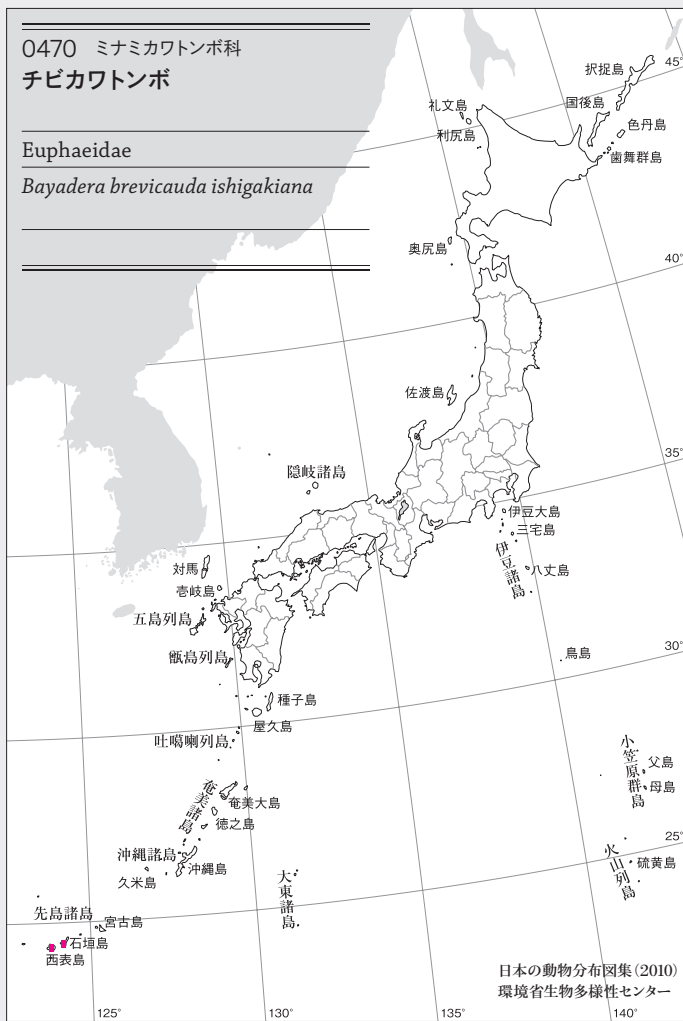 0470 ミナミカワトンボ科
チビカワトンボ
Euphaeidae
Bayadera brevicauda ishigakiana
45°
択捉島
国後島
礼文島
色丹島
利尻島
歯舞群島
奥尻島
40°
佐渡島
35°
隠岐諸島
伊豆大島
三宅島
伊豆諸島
八丈島
対馬
壱岐島
五島列島
甑島列島
鳥島
30°
種子島
屋久島
吐噶喇列島
小笠原群島
父島
母島
奄美諸島
奄美大島
徳之島
25°
沖縄諸島
沖縄島
久米島
大東諸島
火山列島
硫黄島
先島諸島
宮古島
石垣島
西表島
日本の動物分布図集(2010)
環境省生物多様性センター
125°
130°
135°
140°